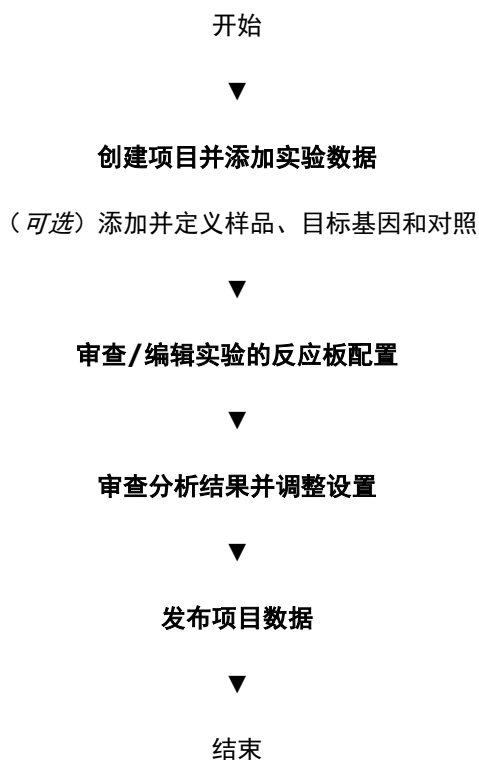 开始
▼
创建项目并添加实验数据
（可选）添加并定义样品、目标基因和对照
▼
审查/编辑实验的反应板配置
▼
审查分析结果并调整设置
▼
发布项目数据
▼
结束